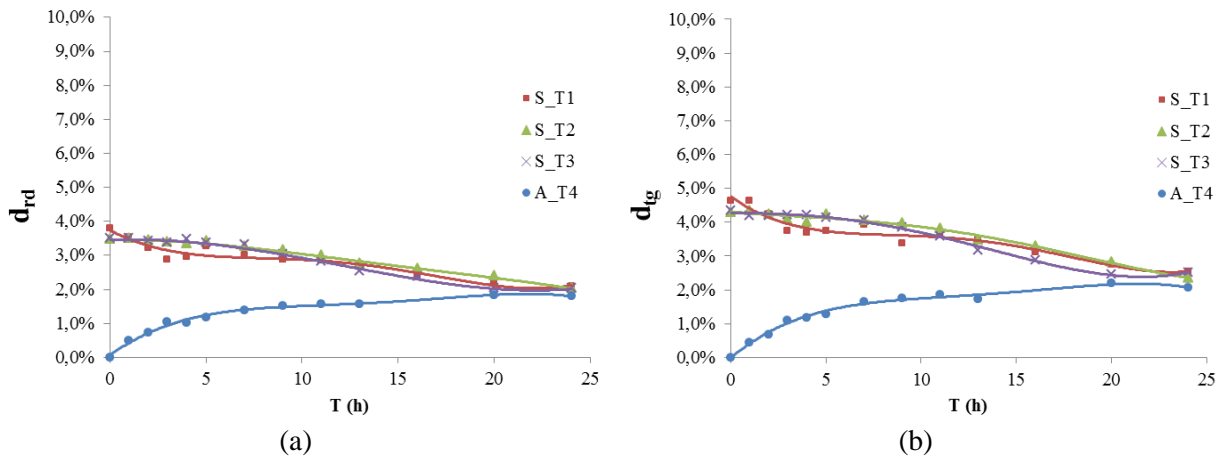 10,0%
9,0%
8,0%
7,0%
6,0%
5,0%
4,0%
3,0%
2,0%
1,0%
0,0%
d_rd
S_T1
S_T2
S_T3
A_T4
0 5 10 15 20 25
T (h)
(a)
10,0%
9,0%
8,0%
7,0%
6,0%
5,0%
4,0%
3,0%
2,0%
1,0%
0,0%
d_tg
S_T1
S_T2
S_T3
A_T4
0 5 10 15 20 25
T (h)
(b)